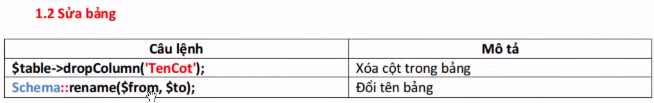 1.2 Sửa bảng
Câu lệnh Mô tả
$table->dropColumn('TenCot'); Xóa cột trong bảng
Schema::rename($from, $to); Đổi tên bảng